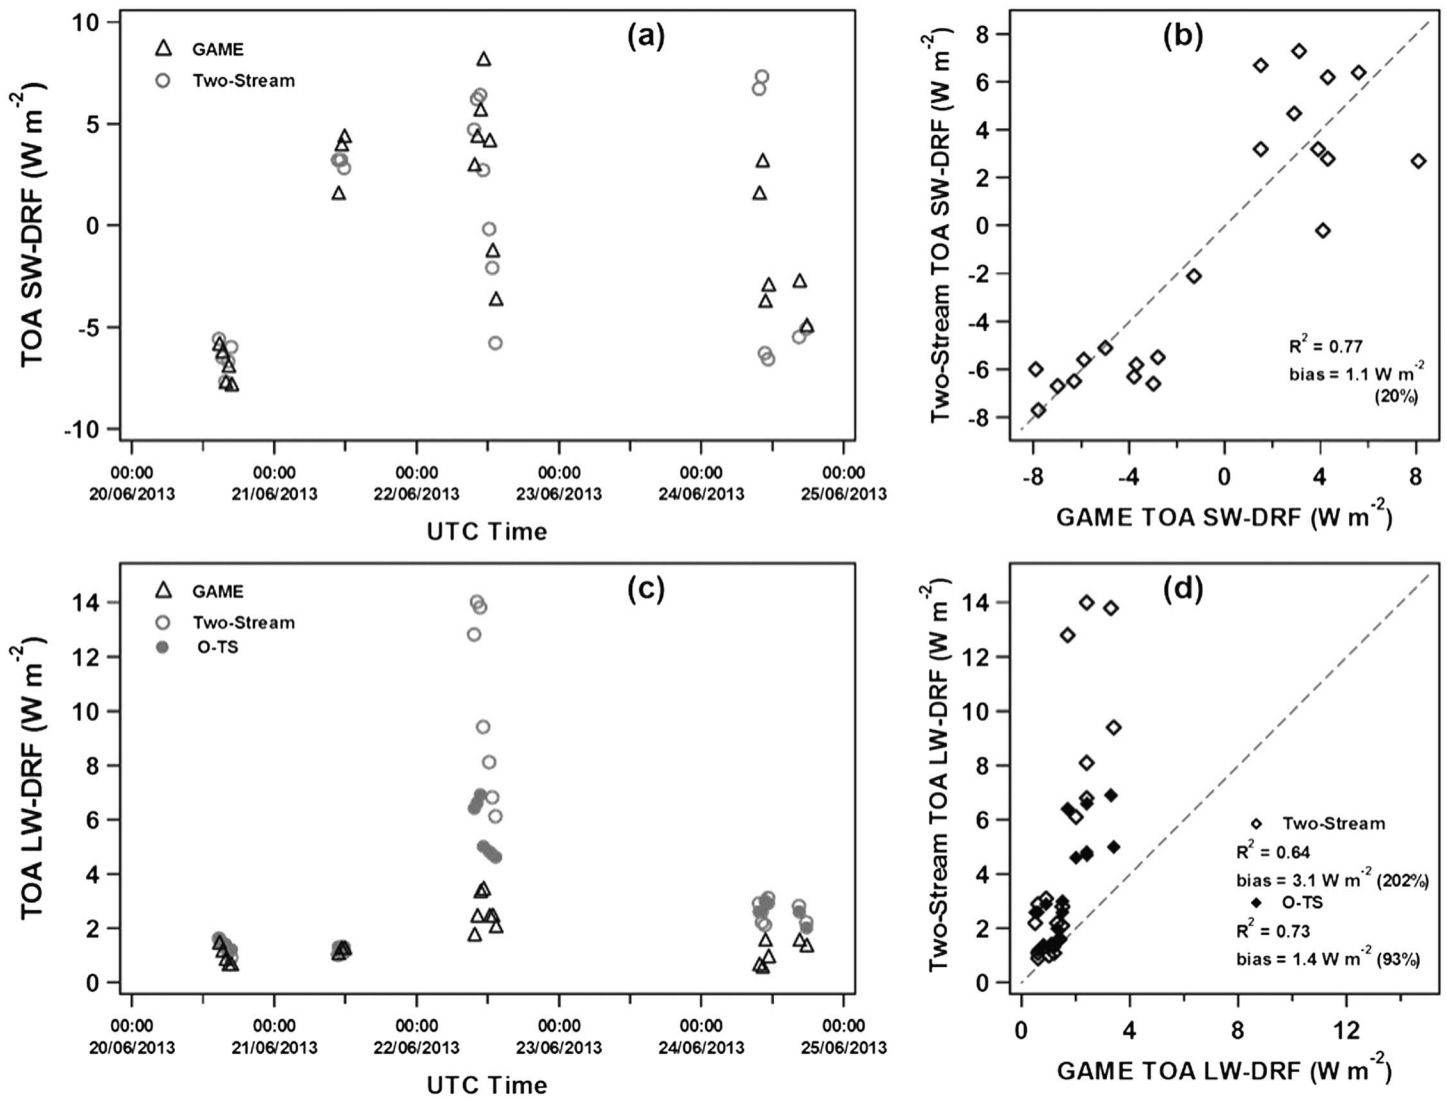 (a)
GAME
Two-Stream
TOA SW-DRF (W m-2)
10
5
0
-5
-10
00:00 00:00 00:00 00:00 00:00 00:00
20/06/2013 21/06/2013 22/06/2013 23/06/2013 24/06/2013 25/06/2013
UTC Time
(b)
Two-Stream TOA SW-DRF (W m-2)
8
6
4
2
0
-2
-4
-6
-8
R2 = 0.77
bias = 1.1 W m-2
(20%)
-8 -4 0 4 8
GAME TOA SW-DRF (W m-2)
(c)
GAME
Two-Stream
O-TS
TOA LW-DRF (W m-2)
14
12
10
8
6
4
2
0
00:00 00:00 00:00 00:00 00:00 00:00
20/06/2013 21/06/2013 22/06/2013 23/06/2013 24/06/2013 25/06/2013
UTC Time
(d)
Two-Stream TOA LW-DRF (W m-2)
14
12
10
8
6
4
2
0
Two-Stream
R2 = 0.64
bias = 3.1 W m-2 (202%)
O-TS
R2 = 0.73
bias = 1.4 W m-2 (93%)
0 4 8 12
GAME TOA LW-DRF (W m-2)